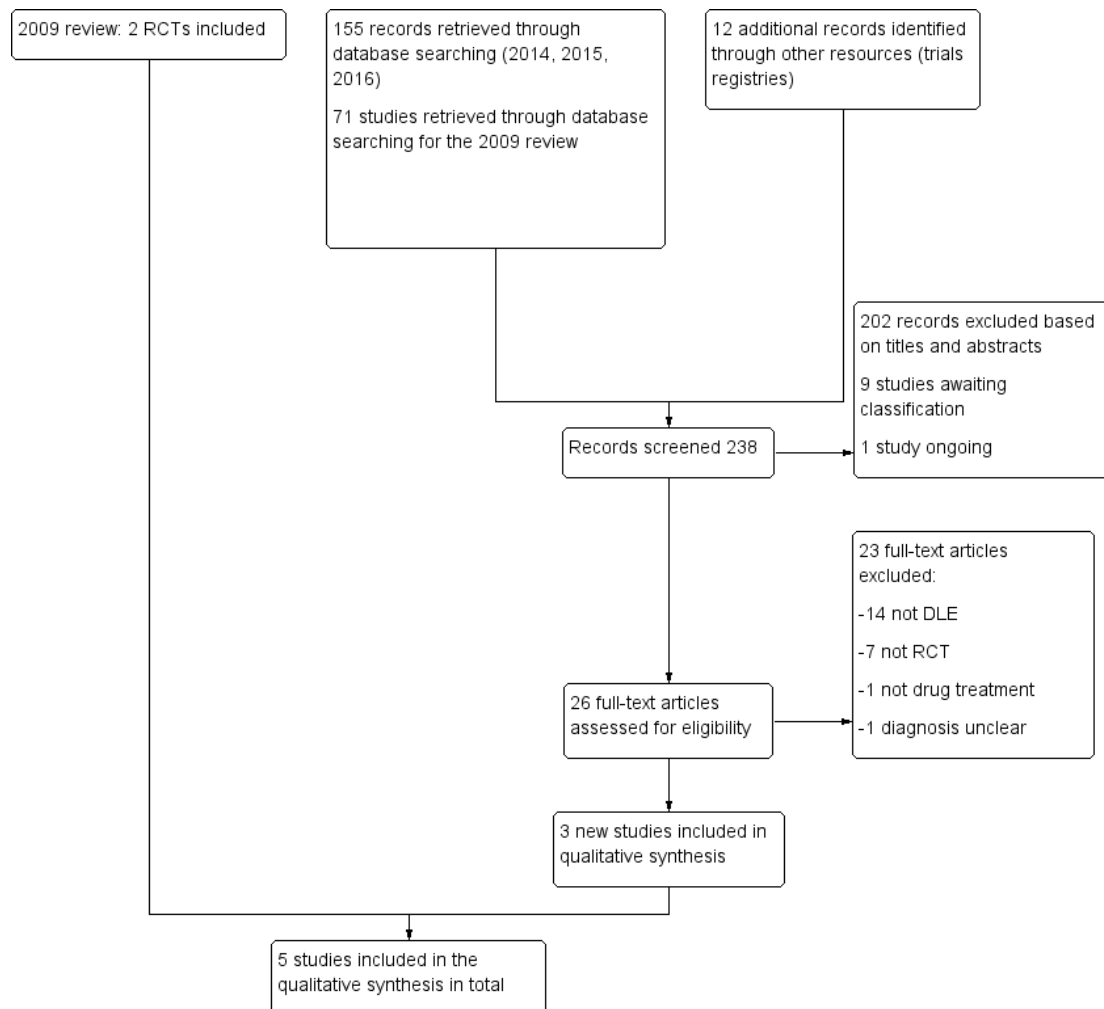 2009 review: 2 RCTs included
155 records retrieved through
database searching (2014, 2015,
2016)
71 studies retrieved through database
searching for the 2009 review
12 additional records identified
through other resources (trials
registries)
202 records excluded based
on titles and abstracts
9 studies awaiting
classification
1 study ongoing
Records screened 238
23 full-text articles
excluded:
-14 not DLE
-7 not RCT
-1 not drug treatment
-1 diagnosis unclear
26 full-text articles
assessed for eligibility
3 new studies included in
qualitative synthesis
5 studies included in the
qualitative synthesis in total